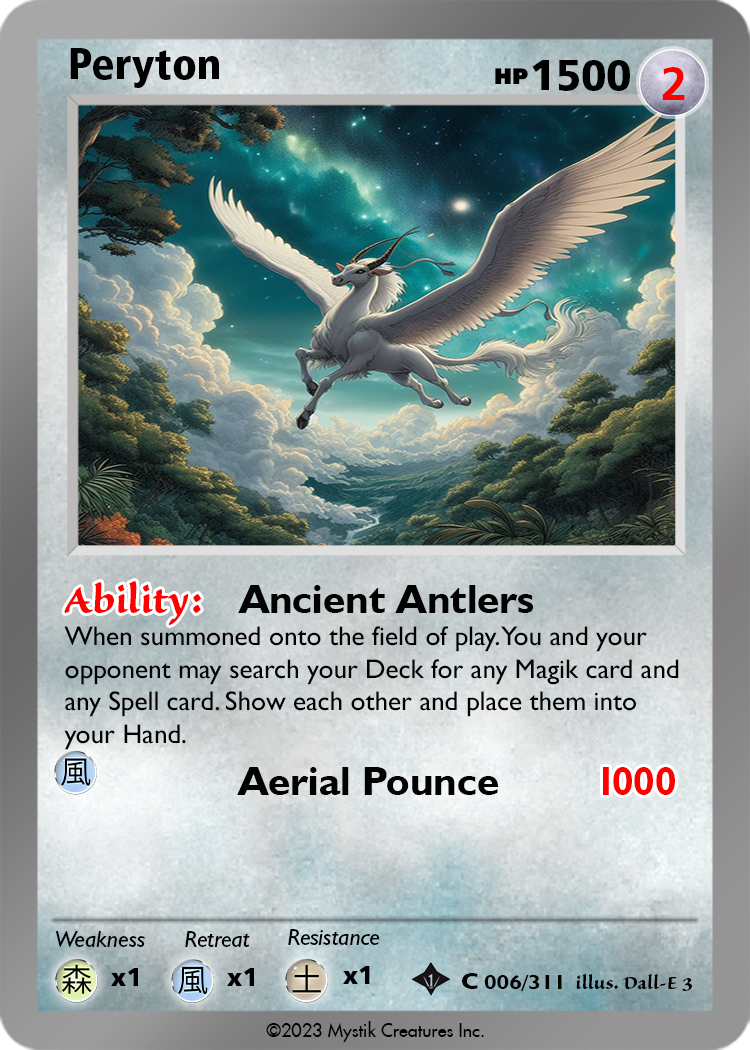 Peryton HP 1500 2
Ability: Ancient Antlers
When summoned onto the field of play.You and your
opponent may search your Deck for any Magik card and
any Spell card. Show each other and place them into
your Hand.
風 Aerial Pounce 1000
Weakness Retreat Resistance
森 x1 風 x1 土 x1 1 C 006/311 illus. Dall-E 3
©2023 Mystik Creatures Inc.